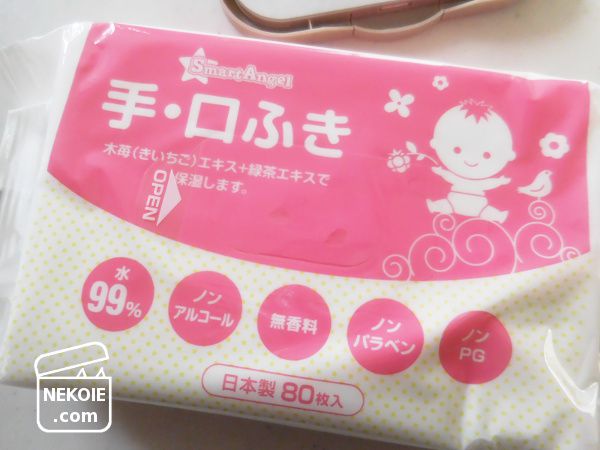 SmartAngel
手・口ふき
木苺(きいちご)エキス+緑茶エキスで
保湿します。
OPEN
水
99%
ノン
アルコール
無香料
ノン
パラベン
ノン
PG
日本製 80枚入
NEKOIE
.com